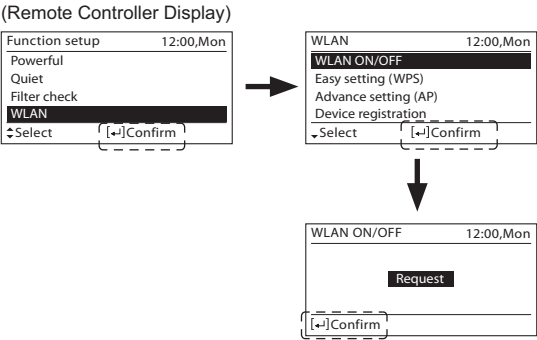 (Remote Controller Display)
Function setup 12:00,Mon
Powerful
Quiet
Filter check
WLAN
Select [↵]Confirm
WLAN 12:00,Mon
WLAN ON/OFF
Easy setting (WPS)
Advance setting (AP)
Device registration
Select [↵]Confirm
WLAN ON/OFF 12:00,Mon
Request
[↵]Confirm